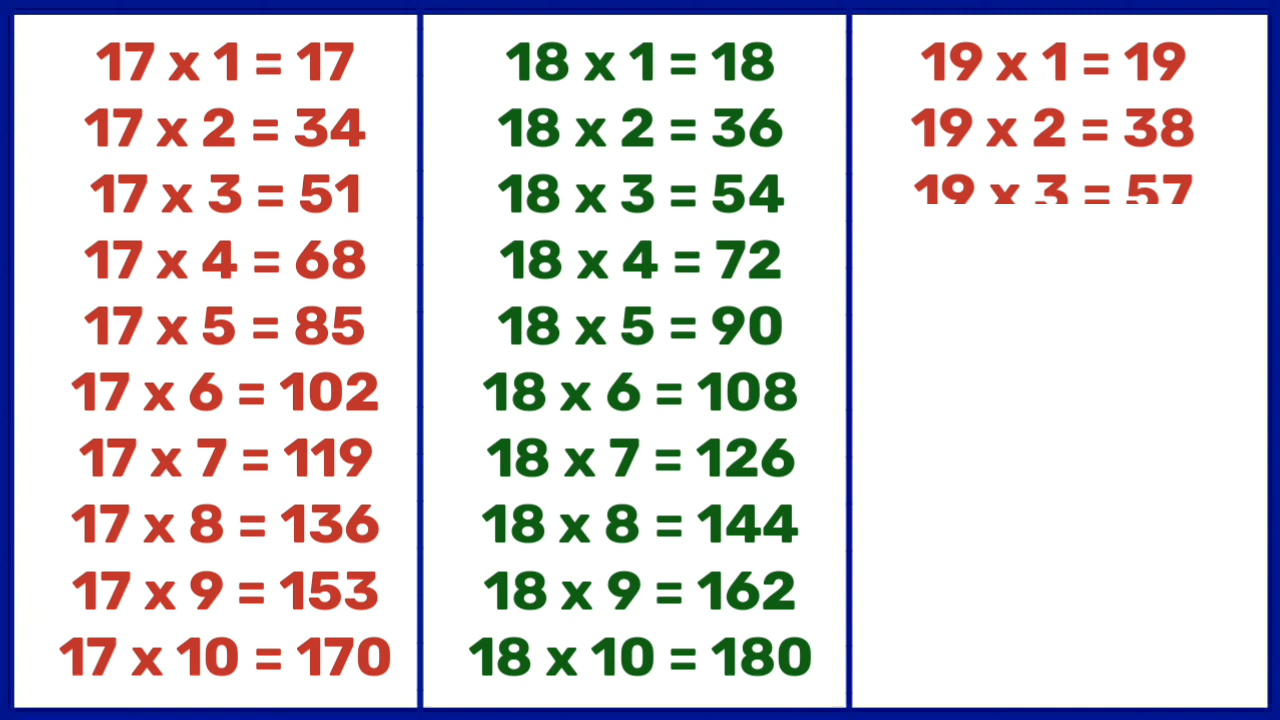 17 x 1 = 17
17 x 2 = 34
17 x 3 = 51
17 x 4 = 68
17 x 5 = 85
17 x 6 = 102
17 x 7 = 119
17 x 8 = 136
17 x 9 = 153
17 x 10 = 170
18 x 1 = 18
18 x 2 = 36
18 x 3 = 54
18 x 4 = 72
18 x 5 = 90
18 x 6 = 108
18 x 7 = 126
18 x 8 = 144
18 x 9 = 162
18 x 10 = 180
19 x 1 = 19
19 x 2 = 38
19 x 3 = 57